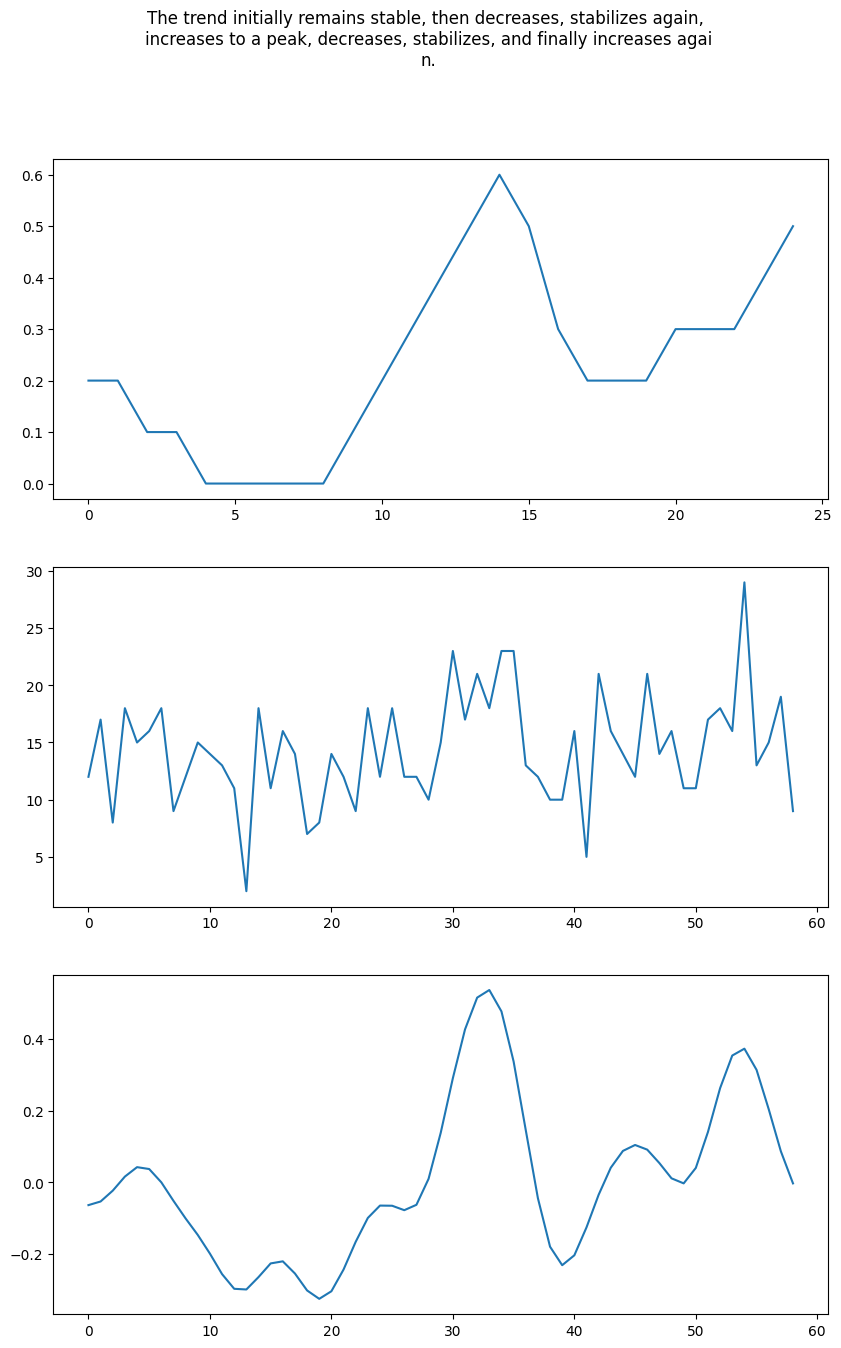 The trend initially remains stable, then decreases, stabilizes again,
increases to a peak, decreases, stabilizes, and finally increases agai
n.
0.6
0.5
0.4
0.3
0.2
0.1
0.0
0 5 10 15 20 25
30
25
20
15
10
5
0 10 20 30 40 50 60
0.4
0.2
0.0
−0.2
0 10 20 30 40 50 60